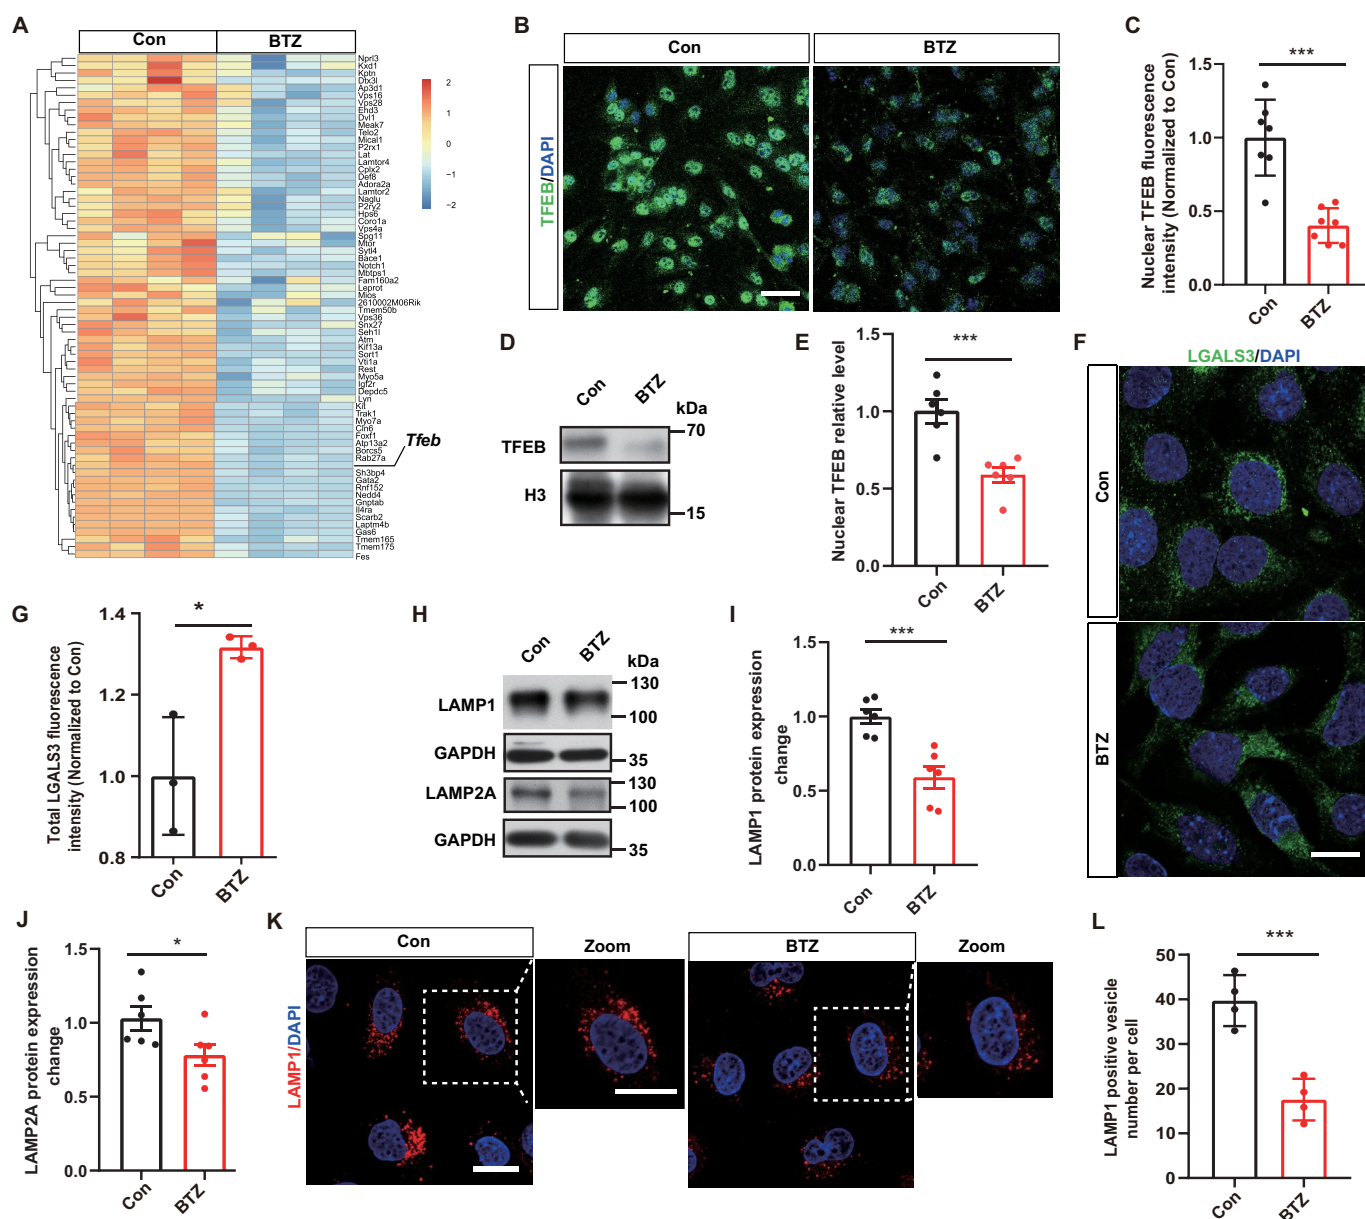 A
Con
BTZ
Nprl3
Kxd1
Kptn
Dtx3l
Ap3d1
Vps16
Vps28
Ehd3
Dvl1
Meak7
Telo2
Mical1
P2rx1
Lat
Lamtor4
Cplx2
Def8
Adora2a
Lamtor2
Naglu
P2ry2
Hps6
Coro1a
Vps4a
Spg11
Mtor
Sytl4
Bace1
Notch1
Mbtps1
Fam160a2
Leprot
Mios
2610002M06Rik
Tmem50b
Vps36
Snx27
Seh1l
Atm
Kif13a
Sort1
Vti1a
Rest
Myo5a
Igf2r
Depdc5
Lyn
Kit
Trak1
Myo7a
Cln6
Foxf1
Atp13a2
Borcs5
Rab27a
Tfeb
Sh3bp4
Gata2
Rnf152
Nedd4
Gnptab
Il4ra
Scarb2
Laptm4b
Gas6
Tmem165
Tmem175
Fes
2
1
0
−1
−2
B
Con
BTZ
TFEB/DAPI
C
***
Nuclear TFEB fluorescence
intensity (Normalized to Con)
1.5
1.0
0.5
0.0
Con
BTZ
D
Con
BTZ
kDa
TFEB
70
H3
15
E
***
Nuclear TFEB relative level
1.5
1.0
0.5
0.0
Con
BTZ
F
LGALS3/DAPI
Con
BTZ
G
*
Total LGALS3 fluorescence
intensity (Normalized to Con)
1.4
1.2
1.0
0.8
Con
BTZ
H
Con
BTZ
kDa
LAMP1
130
100
GAPDH
35
LAMP2A
130
100
GAPDH
35
I
***
LAMP1 protein expression
change
1.5
1.0
0.5
0.0
Con
BTZ
J
*
LAMP2A protein expression
change
1.5
1.0
0.5
0.0
Con
BTZ
K
Con
Zoom
BTZ
Zoom
LAMP1/DAPI
L
***
LAMP1 positive vesicle
number per cell
50
40
30
20
10
0
Con
BTZ